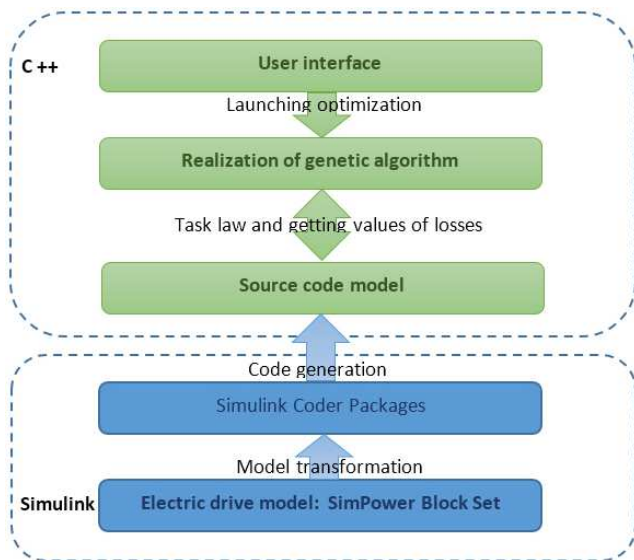 C ++
User interface
Launching optimization
Realization of genetic algorithm
Task law and getting values of losses
Source code model
Code generation
Simulink Coder Packages
Model transformation
Simulink
Electric drive model: SimPower Block Set